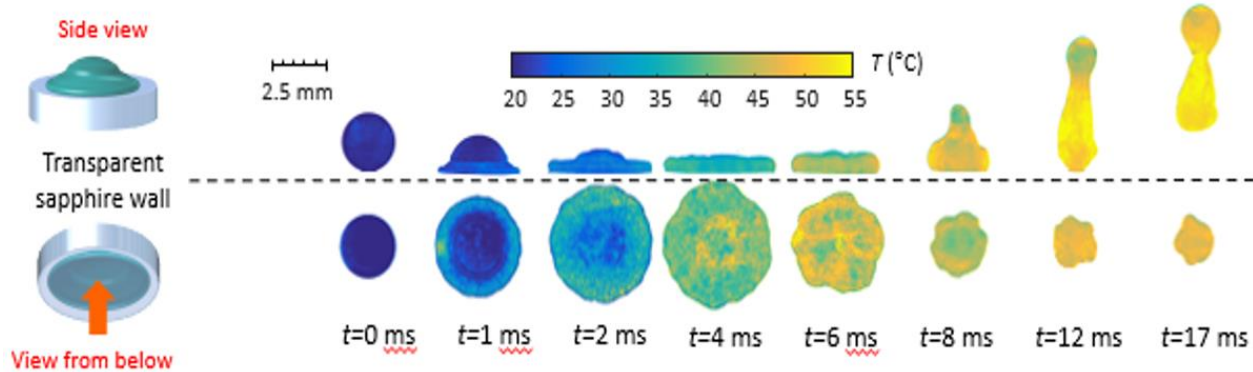 Side view
2.5 mm
T (°C)
20 25 30 35 40 45 50 55
Transparent
sapphire wall
t=0 ms t=1 ms t=2 ms t=4 ms t=6 ms t=8 ms t=12 ms t=17 ms
View from below